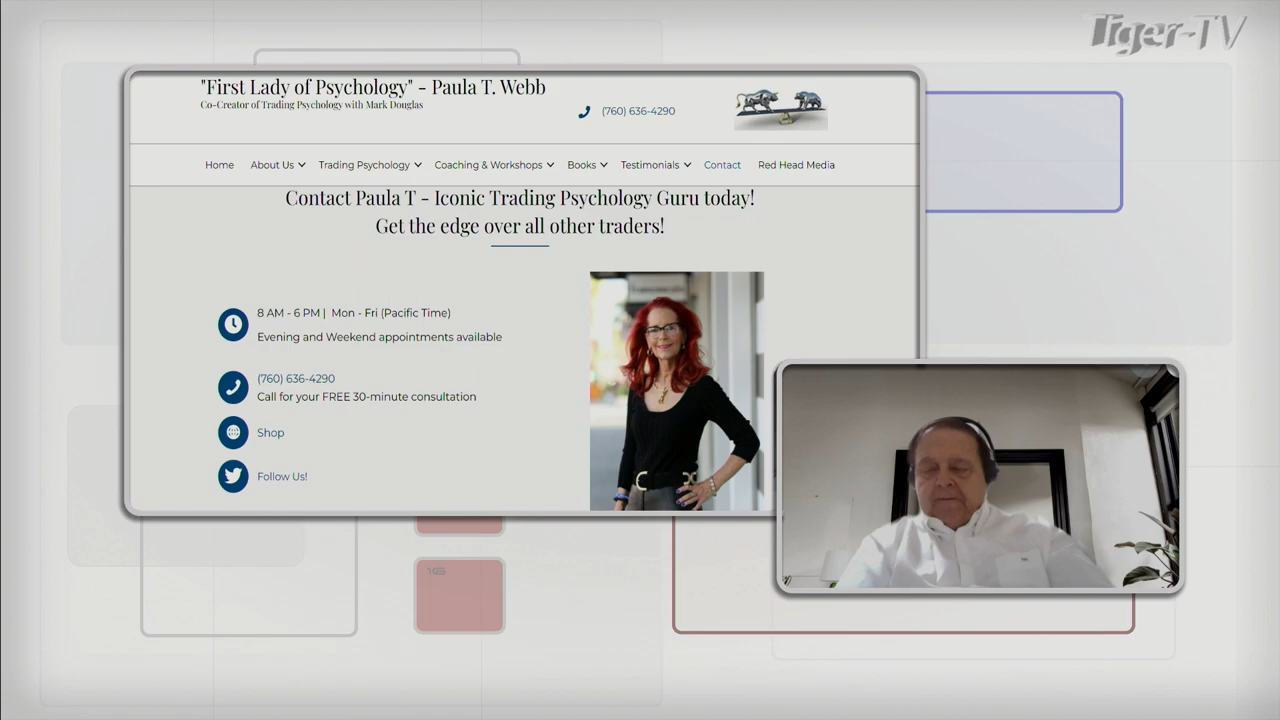 Tiger-TV
"First Lady of Psychology" - Paula T. Webb
Co-Creator of Trading Psychology with Mark Douglas
(760) 636-4290
Home About Us Trading Psychology Coaching & Workshops Books Testimonials Contact Red Head Media
Contact Paula T - Iconic Trading Psychology Guru today!
Get the edge over all other traders!
8 AM - 6 PM | Mon - Fri (Pacific Time)
Evening and Weekend appointments available
(760) 636-4290
Call for your FREE 30-minute consultation
Shop
Follow Us!